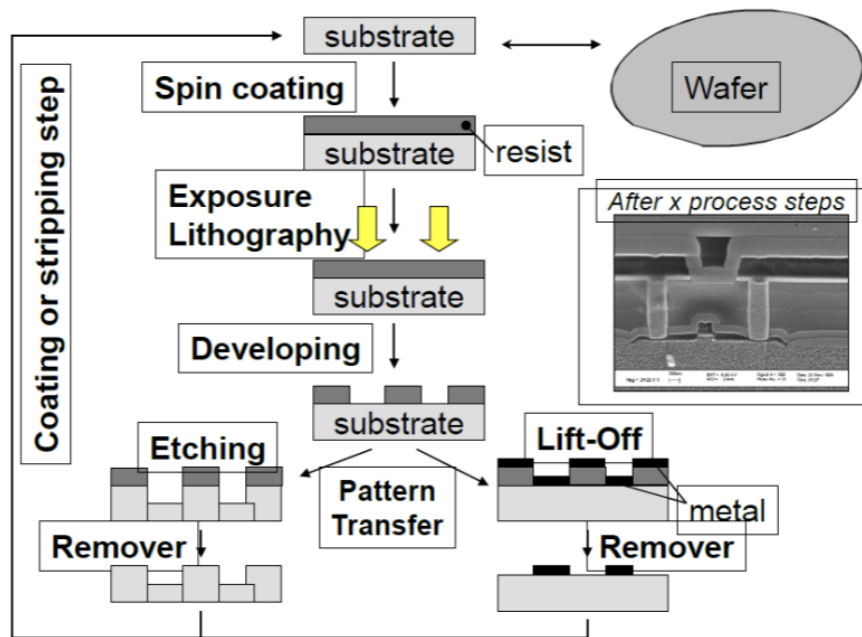 substrate
Wafer
Spin coating
substrate
resist
Exposure
Lithography
substrate
After x process steps
Coating or stripping step
Developing
substrate
Etching
Lift-Off
Pattern
Transfer
metal
Remover
Remover